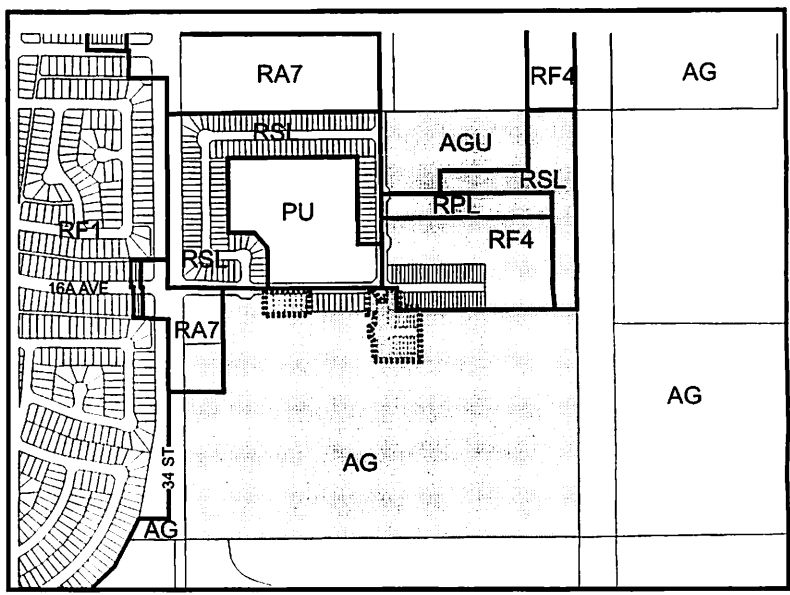 RA7
RF4
AG
RSL
AGU
RSL
PU
RPL
RF1
RF4
RSL
16A AVE
RA7
AG
AG
34 ST
AG